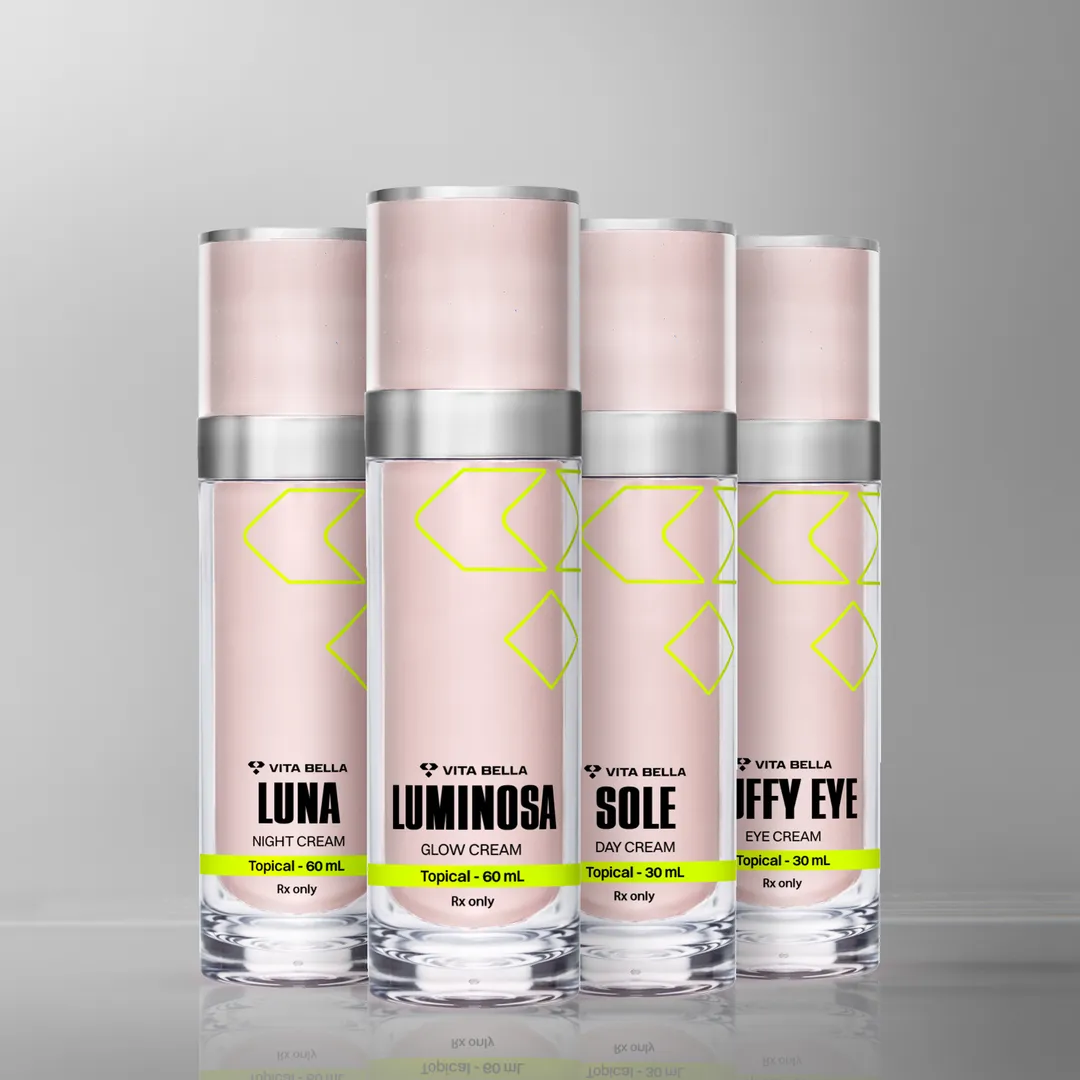 VITA BELLA
LUNA
NIGHT CREAM
Topical - 60 mL
Rx only
VITA BELLA
LUMINOSA
GLOW CREAM
Topical - 60 mL
Rx only
VITA BELLA
SOLE
DAY CREAM
Topical - 30 mL
Rx only
VITA BELLA
UFFY EYE
EYE CREAM
Topical - 30 mL
Rx only